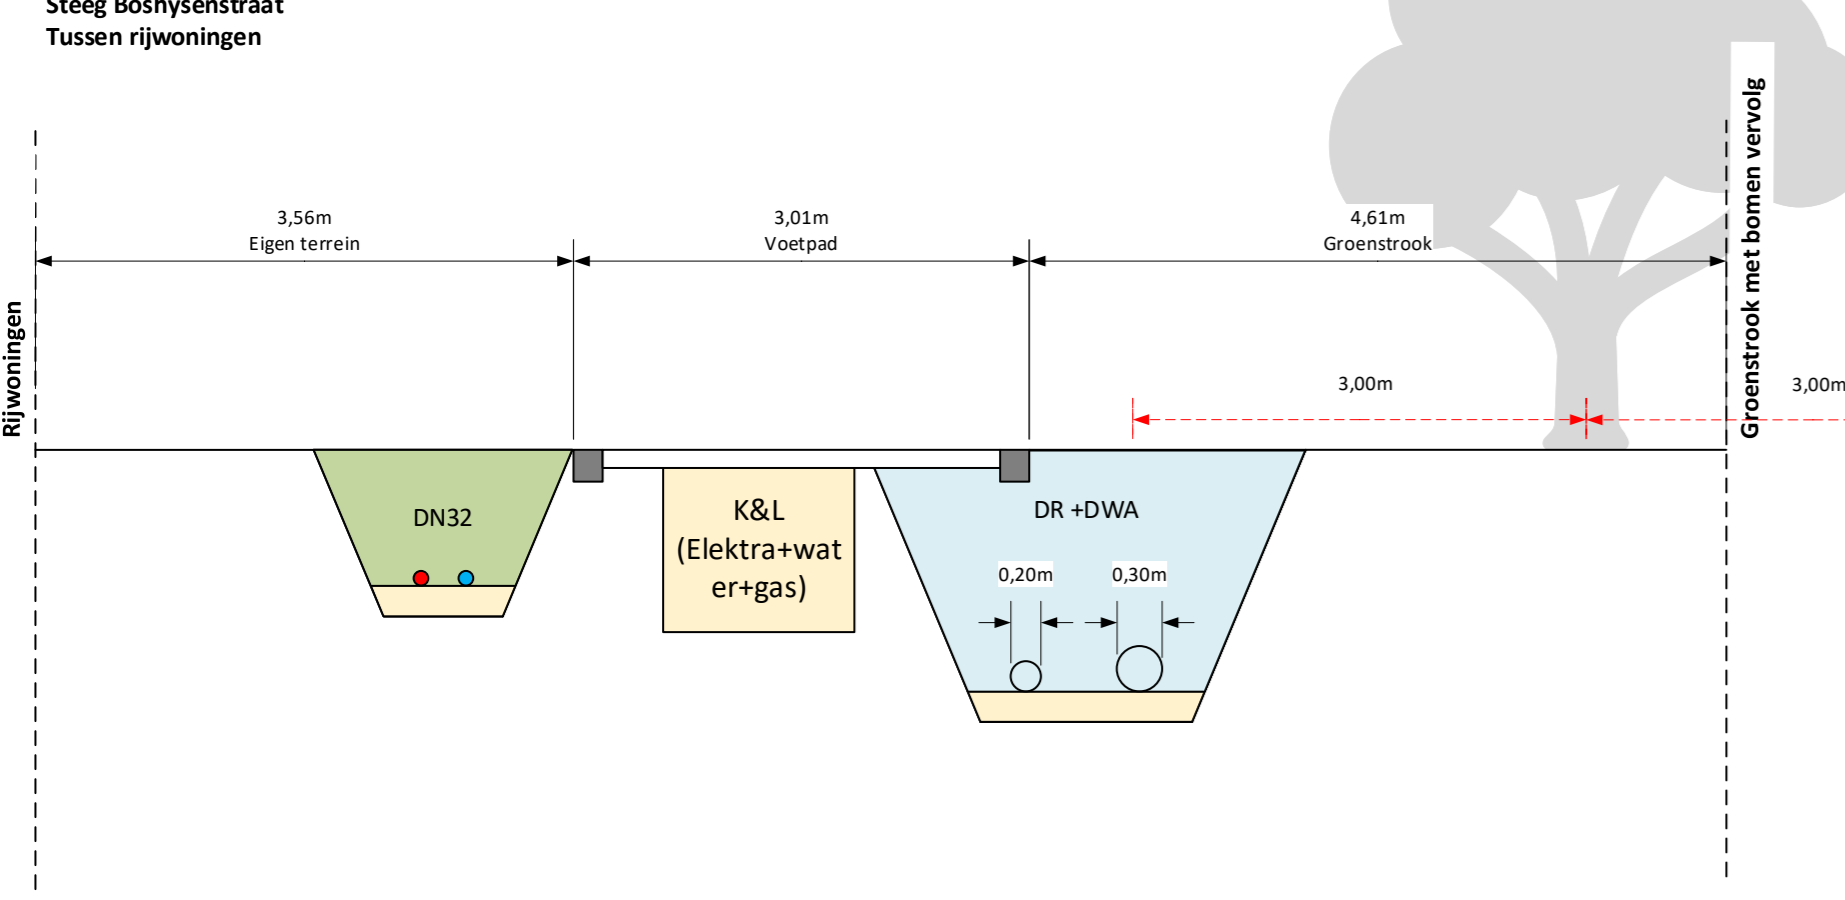 Steeg Boshysenstraat
Tussen rijwoningen
3,56m
Eigen terrein
3,01m
Voetpad
4,61m
Groenstrook
Rijwoningen
Groenstrook met bomen vervolg
3,00m
3,00m
DN32
K&L
(Elektra+wat
er+gas)
DR +DWA
0,20m
0,30m